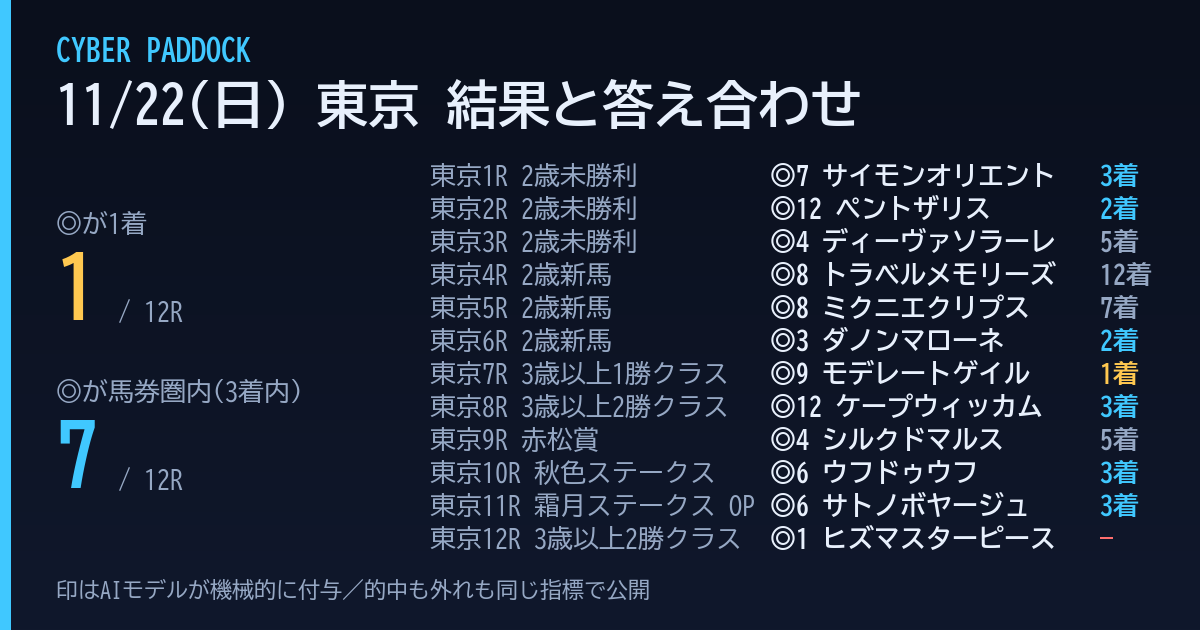 CYBER PADDOCK
11/22(日) 東京 結果と答え合わせ
◎が1着
1 / 12R
◎が馬券圏内(3着内)
7 / 12R
東京1R 2歳未勝利 ◎7 サイモンオリエント 3着
東京2R 2歳未勝利 ◎12 ペントザリス 2着
東京3R 2歳未勝利 ◎4 ディーヴァソラーレ 5着
東京4R 2歳新馬 ◎8 トラベルメモリーズ 12着
東京5R 2歳新馬 ◎8 ミクニエクリプス 7着
東京6R 2歳新馬 ◎3 ダノンマローネ 2着
東京7R 3歳以上1勝クラス ◎9 モデレートゲイル 1着
東京8R 3歳以上2勝クラス ◎12 ケープウィッカム 3着
東京9R 赤松賞 ◎4 シルクドマルス 5着
東京10R 秋色ステークス ◎6 ウフドゥウフ 3着
東京11R 霜月ステークス OP ◎6 サトノボヤージュ 3着
東京12R 3歳以上2勝クラス ◎1 ヒズマスターピース −
印はAIモデルが機械的に付与／的中も外れも同じ指標で公開